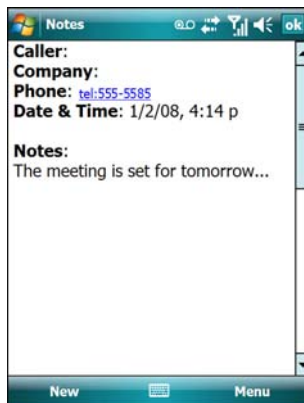 Notes ok
Caller:
Company:
Phone: tel:555-5585
Date & Time: 1/2/08, 4:14 p
Notes:
The meeting is set for tomorrow...
New Menu